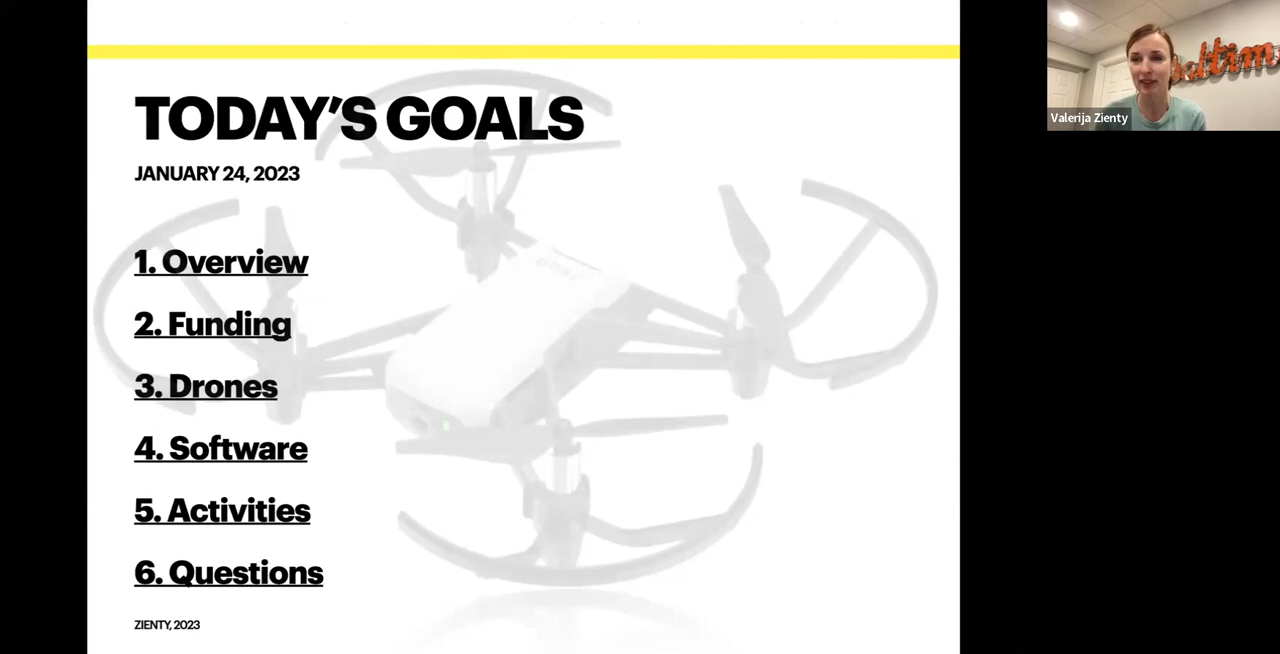 TODAY'S GOALS
JANUARY 24, 2023
1. Overview
2. Funding
3. Drones
4. Software
5. Activities
6. Questions
ZIENTY, 2023
Valerija Zienty